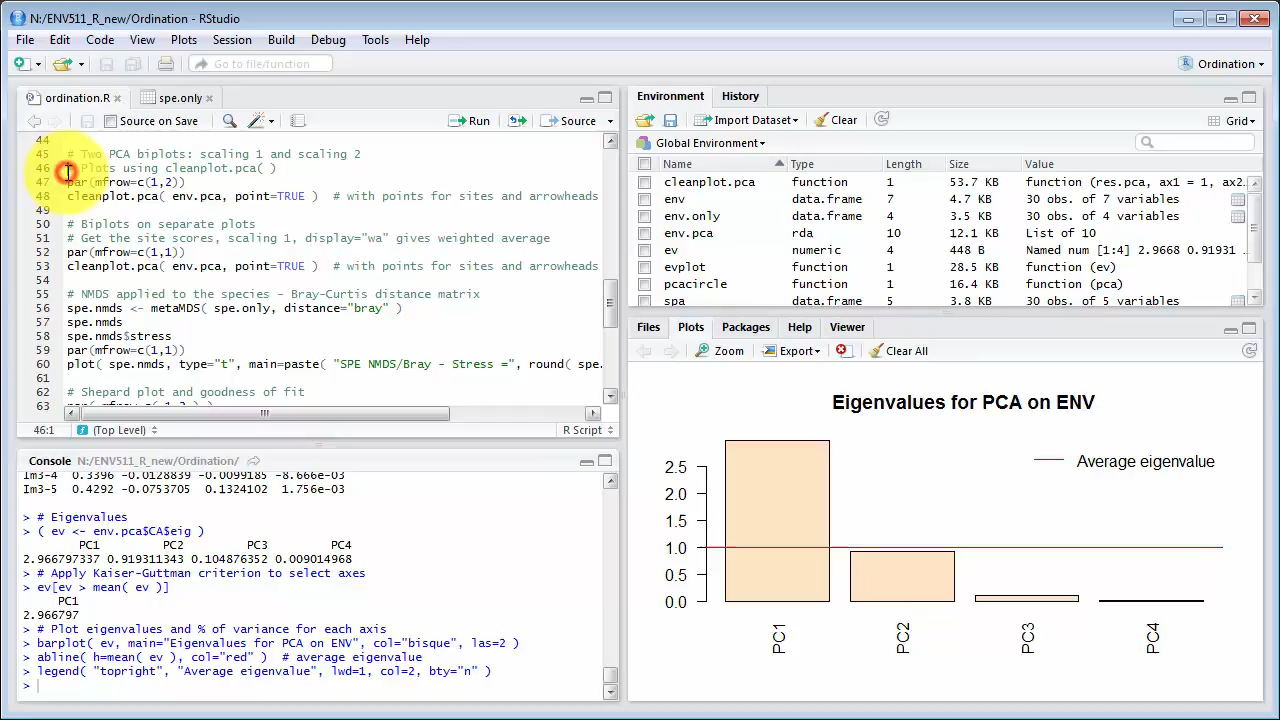 N:/ENV511_R_new/Ordination - RStudio
File Edit Code View Plots Session Build Debug Tools Help
Go to file/function
Ordination
ordination.R
spe.only
Source on Save
Run
Source
44
45 # Two PCA biplots: scaling 1 and scaling 2
46 Plots using cleanplot.pca( )
47 par(mfrow=c(1,2))
48 cleanplot.pca( env.pca, point=TRUE ) # with points for sites and arrowheads
49
50 # Biplots on separate plots
51 # Get the site scores, scaling 1, display="wa" gives weighted average
52 par(mfrow=c(1,1))
53 cleanplot.pca( env.pca, point=TRUE ) # with points for sites and arrowheads
54
55 # NMDS applied to the species - Bray-Curtis distance matrix
56 spe.nmds <- metaMDS( spe.only, distance="bray" )
57 spe.nmds
58 spe.nmds$stress
59 par(mfrow=c(1,1))
60 plot( spe.nmds, type="t", main=paste( "SPE NMDS/Bray - Stress =", round( spe.
61
62 # Shepard plot and goodness of fit
63
46:1 (Top Level) R Script
Console N:/ENV511_R_new/Ordination/
Im3-4 0.3396 -0.0128839 -0.0099185 -8.666e-03
Im3-5 0.4292 -0.0753705 0.1324102 1.756e-03
> # Eigenvalues
> ( ev <- env.pca$CA$eig )
PC1 PC2 PC3 PC4
2.966797337 0.919311343 0.104876352 0.009014968
> # Apply Kaiser-Guttman criterion to select axes
> ev[ev > mean( ev )]
PC1
2.966797
> # Plot eigenvalues and % of variance for each axis
> barplot( ev, main="Eigenvalues for PCA on ENV", col="bisque", las=2 )
> abline( h=mean( ev ), col="red" ) # average eigenvalue
> legend( "topright", "Average eigenvalue", lwd=1, col=2, bty="n" )
>
Environment History
Import Dataset Clear Grid
Global Environment
Name Type Length Size Value
cleanplot.pca function 1 53.7 KB function (res.pca, ax1 = 1, ax2
env data.frame 7 4.7 KB 30 obs. of 7 variables
env.only data.frame 4 3.5 KB 30 obs. of 4 variables
env.pca rda 10 12.1 KB List of 10
ev numeric 4 448 B Named num [1:4] 2.9668 0.91931
evplot function 1 28.5 KB function (ev)
pcacircle function 1 16.4 KB function (pca)
spa data.frame 5 3.8 KB 30 obs. of 5 variables
Files Plots Packages Help Viewer
Zoom Export Clear All
Eigenvalues for PCA on ENV
Average eigenvalue
2.5
2.0
1.5
1.0
0.5
0.0
PC1 PC2 PC3 PC4